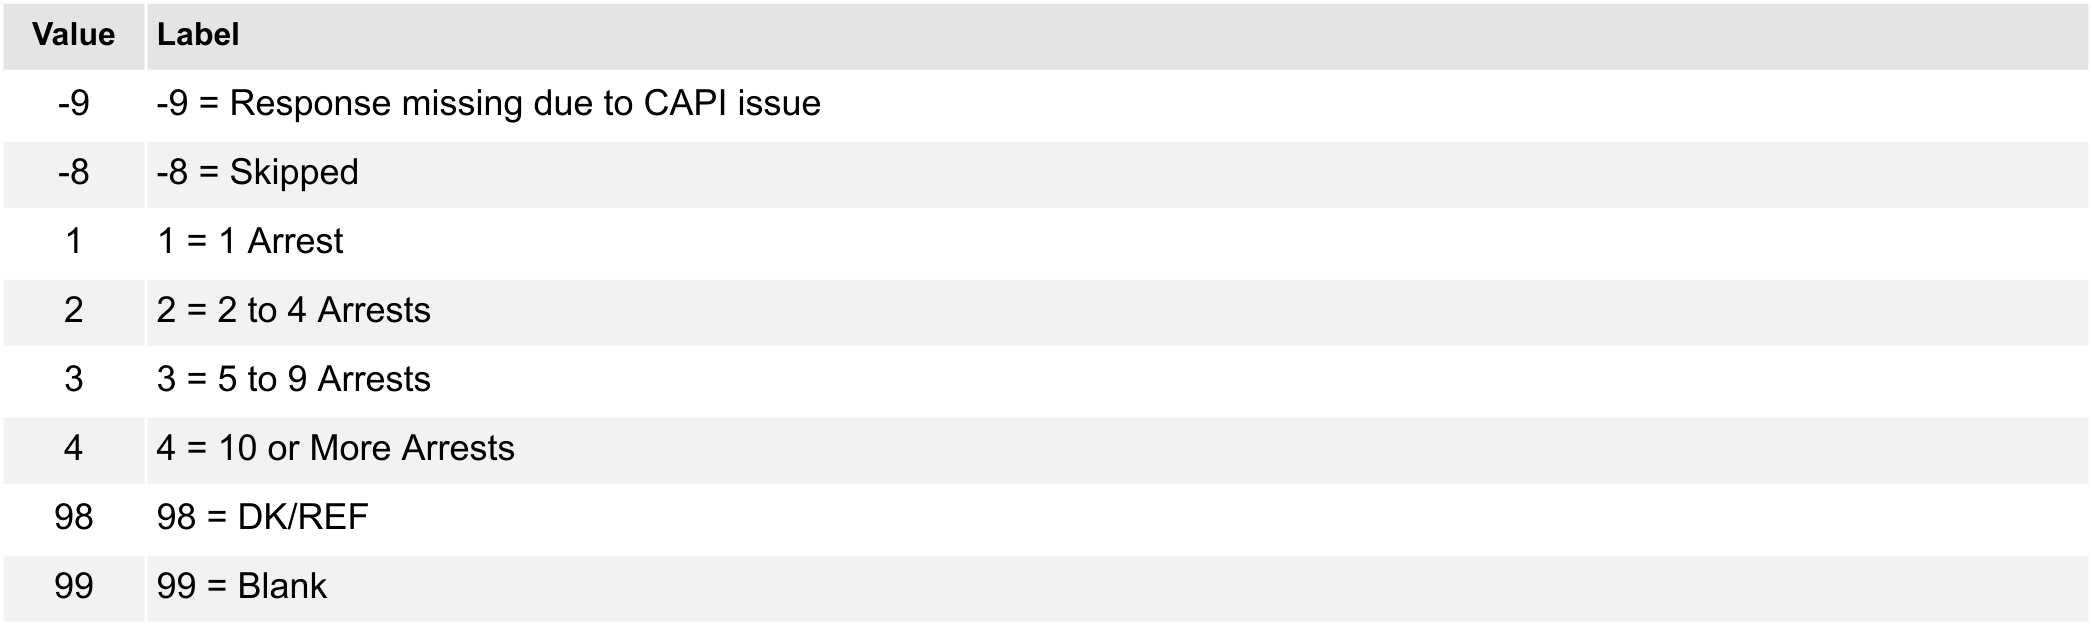 Value Label
-9 -9 = Response missing due to CAPI issue
-8 -8 = Skipped
1 1 = 1 Arrest
2 2 = 2 to 4 Arrests
3 3 = 5 to 9 Arrests
4 4 = 10 or More Arrests
98 98 = DK/REF
99 99 = Blank